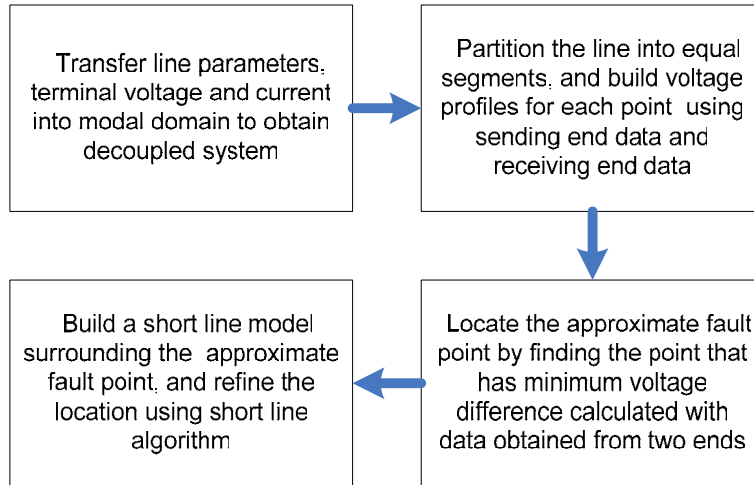 Transfer line parameters,
terminal voltage and current
into modal domain to obtain
decoupled system
Partition the line into equal
segments, and build voltage
profiles for each point using
sending end data and
receiving end data
Locate the approximate fault
point by finding the point that
has minimum voltage
difference calculated with
data obtained from two ends
Build a short line model
surrounding the approximate
fault point, and refine the
location using short line
algorithm